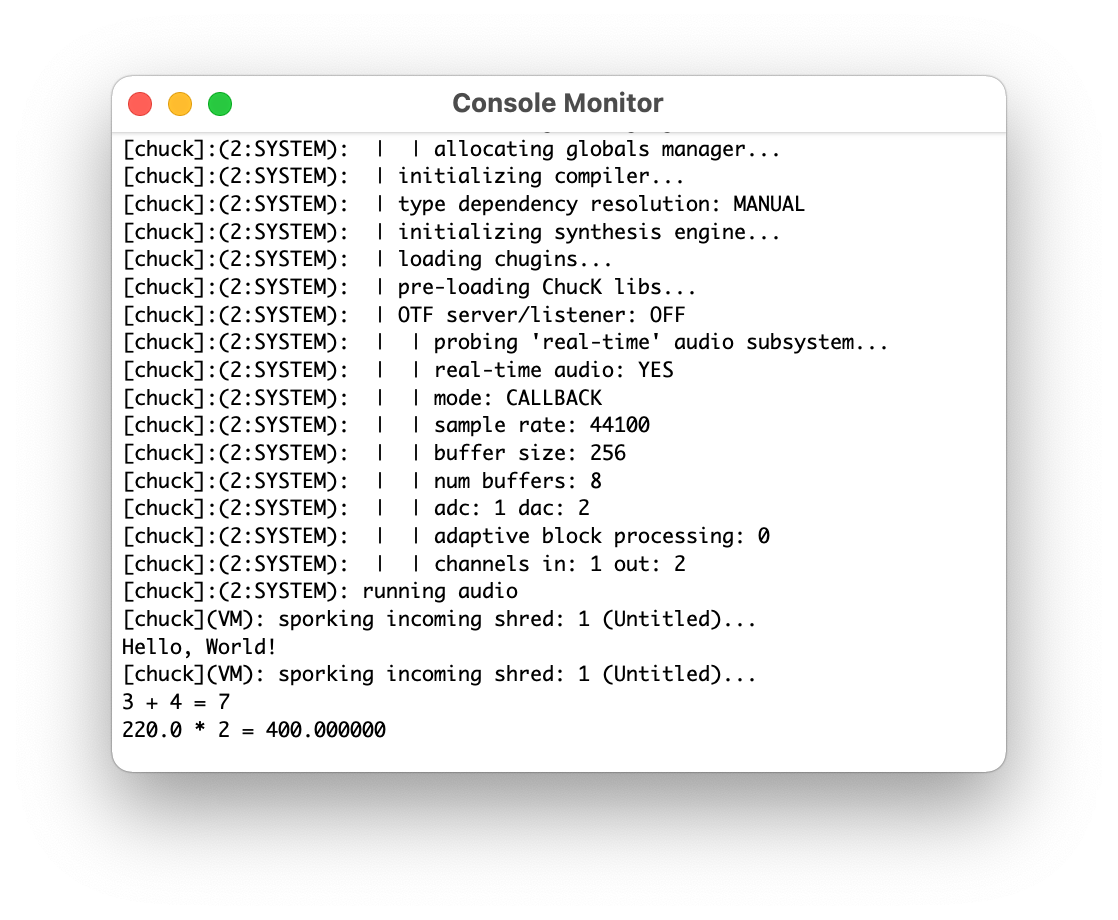 Console Monitor
[chuck]:(2:SYSTEM):  |  | allocating globals manager...
[chuck]:(2:SYSTEM):  | initializing compiler...
[chuck]:(2:SYSTEM):  | type dependency resolution: MANUAL
[chuck]:(2:SYSTEM):  | initializing synthesis engine...
[chuck]:(2:SYSTEM):  | loading chugins...
[chuck]:(2:SYSTEM):  | pre-loading ChucK libs...
[chuck]:(2:SYSTEM):  | OTF server/listener: OFF
[chuck]:(2:SYSTEM):  |  | probing 'real-time' audio subsystem...
[chuck]:(2:SYSTEM):  |  | real-time audio: YES
[chuck]:(2:SYSTEM):  |  | mode: CALLBACK
[chuck]:(2:SYSTEM):  |  | sample rate: 44100
[chuck]:(2:SYSTEM):  |  | buffer size: 256
[chuck]:(2:SYSTEM):  |  | num buffers: 8
[chuck]:(2:SYSTEM):  |  | adc: 1 dac: 2
[chuck]:(2:SYSTEM):  |  | adaptive block processing: 0
[chuck]:(2:SYSTEM):  |  | channels in: 1 out: 2
[chuck]:(2:SYSTEM): running audio
[chuck](VM): sporking incoming shred: 1 (Untitled)...
Hello, World!
[chuck](VM): sporking incoming shred: 1 (Untitled)...
3 + 4 = 7
220.0 * 2 = 400.000000